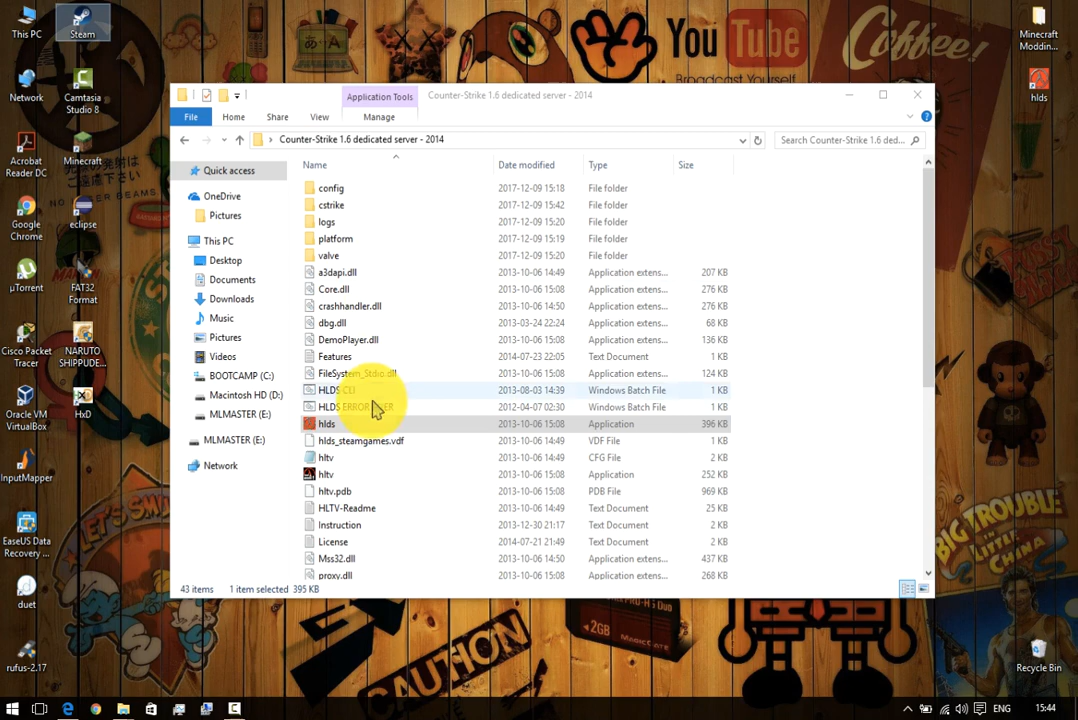 This PC
Steam
Network
Camtasia
Studio 8
Acrobat
Reader DC
Minecraft
Google
Chrome
eclipse
µTorrent
FAT32
Format
Cisco Packet
Tracer
NARUTO
SHIPPUDE...
Oracle VM
VirtualBox
HxD
InputMapper
EaseUS Data
Recovery ...
duet
rufus-2.17
You Tube
Broadcast Yourself
Coffee!
Minecraft
Moddin...
hlds
Recycle Bin
Application Tools
Counter-Strike 1.6 dedicated server - 2014
File Home Share View Manage
Counter-Strike 1.6 dedicated server - 2014
Search Counter-Strike 1.6 ded...
Quick access
OneDrive
Pictures
This PC
Desktop
Documents
Downloads
Music
Pictures
Videos
BOOTCAMP (C:)
Macintosh HD (D:)
MLMASTER (E:)
MLMASTER (E:)
Network
Name Date modified Type Size
config 2017-12-09 15:18 File folder
cstrike 2017-12-09 15:42 File folder
logs 2017-12-09 15:20 File folder
platform 2017-12-09 15:19 File folder
valve 2017-12-09 15:20 File folder
a3dapi.dll 2013-10-06 14:49 Application extens... 207 KB
Core.dll 2013-10-06 15:08 Application extens... 276 KB
crashhandler.dll 2013-10-06 14:50 Application extens... 276 KB
dbg.dll 2013-03-24 22:24 Application extens... 68 KB
DemoPlayer.dll 2013-10-06 15:08 Application extens... 136 KB
Features 2014-07-23 22:05 Text Document 1 KB
FileSystem_Stdio.dll 2013-10-06 15:08 Application extens... 124 KB
HLDS 2013-08-03 14:39 Windows Batch File 1 KB
HLDS ERROR 2012-04-07 02:30 Windows Batch File 1 KB
hlds 2013-10-06 15:08 Application 396 KB
hlds_steamgames.vdf 2013-10-06 14:49 VDF File 1 KB
hltv 2013-10-06 14:49 CFG File 2 KB
hltv 2013-10-06 15:08 Application 252 KB
hltv.pdb 2013-10-06 15:08 PDB File 969 KB
HLTV-Readme 2013-10-06 15:08 Text Document 25 KB
Instruction 2013-12-30 21:17 Text Document 2 KB
License 2014-07-21 21:49 Text Document 2 KB
Mss32.dll 2013-10-06 14:50 Application extens... 437 KB
proxy.dll 2013-10-06 15:08 Application extens... 268 KB
43 items 1 item selected 395 KB
LET'S
CAUTION
2GB
BIG TROUBLE
IN LITTLE
CHINA
ENG
15:44